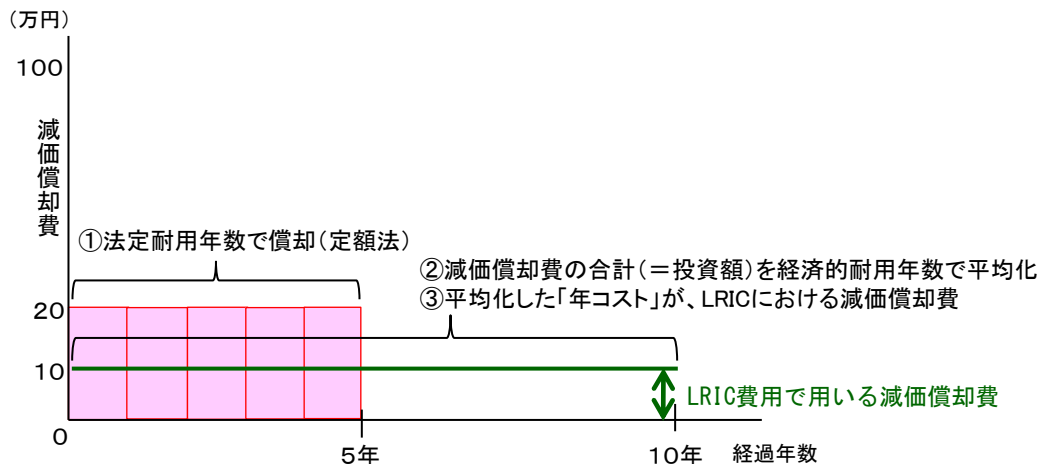 (万円)
100
減価償却費
①法定耐用年数で償却(定額法)
②減価償却費の合計(＝投資額)を経済的耐用年数で平均化
③平均化した「年コスト」が、LRICにおける減価償却費
20
10
LRIC費用で用いる減価償却費
0
5年
10年
経過年数